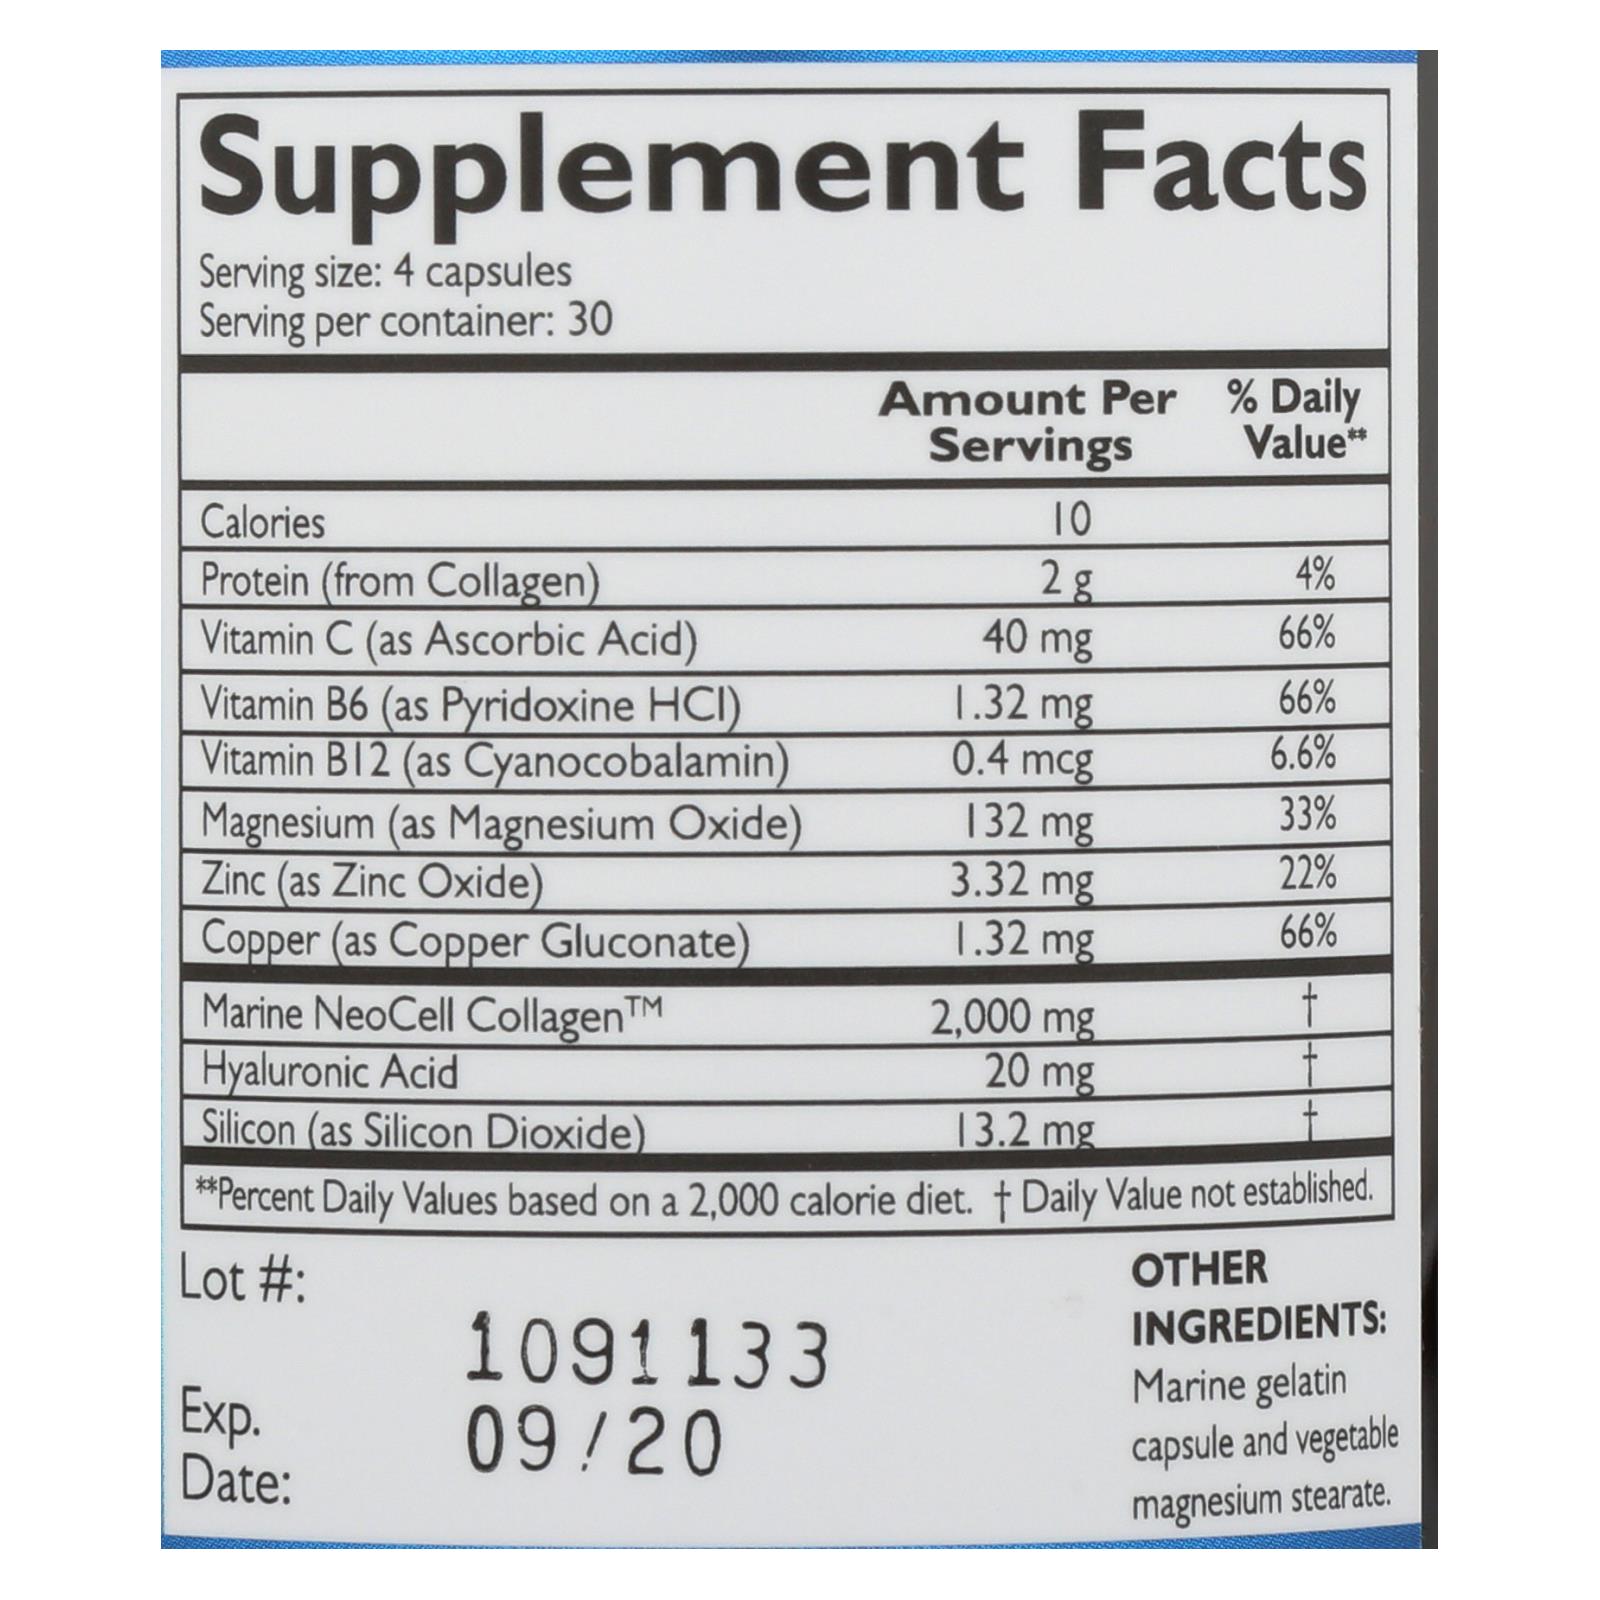 Supplement Facts
Serving size: 4 capsules
Serving per container: 30
Amount Per Servings % Daily Value**
Calories 10
Protein (from Collagen) 2 g 4%
Vitamin C (as Ascorbic Acid) 40 mg 66%
Vitamin B6 (as Pyridoxine HCl) 1.32 mg 66%
Vitamin B12 (as Cyanocobalamin) 0.4 mcg 6.6%
Magnesium (as Magnesium Oxide) 132 mg 33%
Zinc (as Zinc Oxide) 3.32 mg 22%
Copper (as Copper Gluconate) 1.32 mg 66%
Marine NeoCell Collagen™ 2,000 mg †
Hyaluronic Acid 20 mg †
Silicon (as Silicon Dioxide) 13.2 mg †
**Percent Daily Values based on a 2,000 calorie diet. † Daily Value not established.
Lot #:
1091133
Exp.
Date:
09/20
OTHER
INGREDIENTS:
Marine gelatin
capsule and vegetable
magnesium stearate.